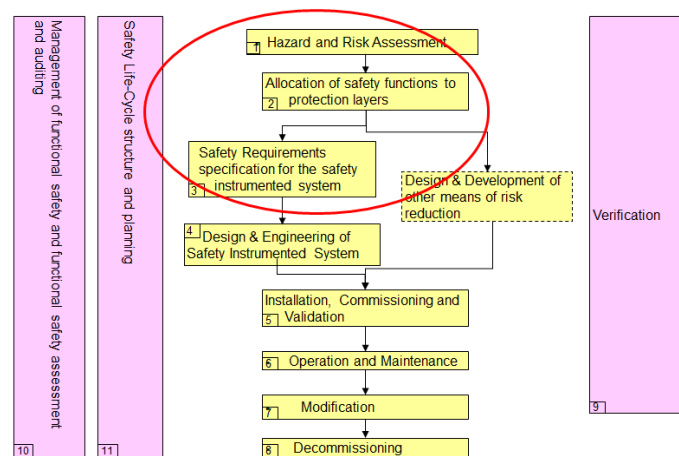 Management of functional safety and functional safety assessment
and auditing
10
Safety Life-Cycle structure and planning
11
Hazard and Risk Assessment
1
Allocation of safety functions to
protection layers
2
Safety Requirements
specification for the safety
instrumented system
3
Design & Development of
other means of risk
reduction
4
Design & Engineering of
Safety Instrumented System
Installation, Commissioning and
Validation
5
Operation and Maintenance
6
Modification
7
Decommissioning
8
Verification
9